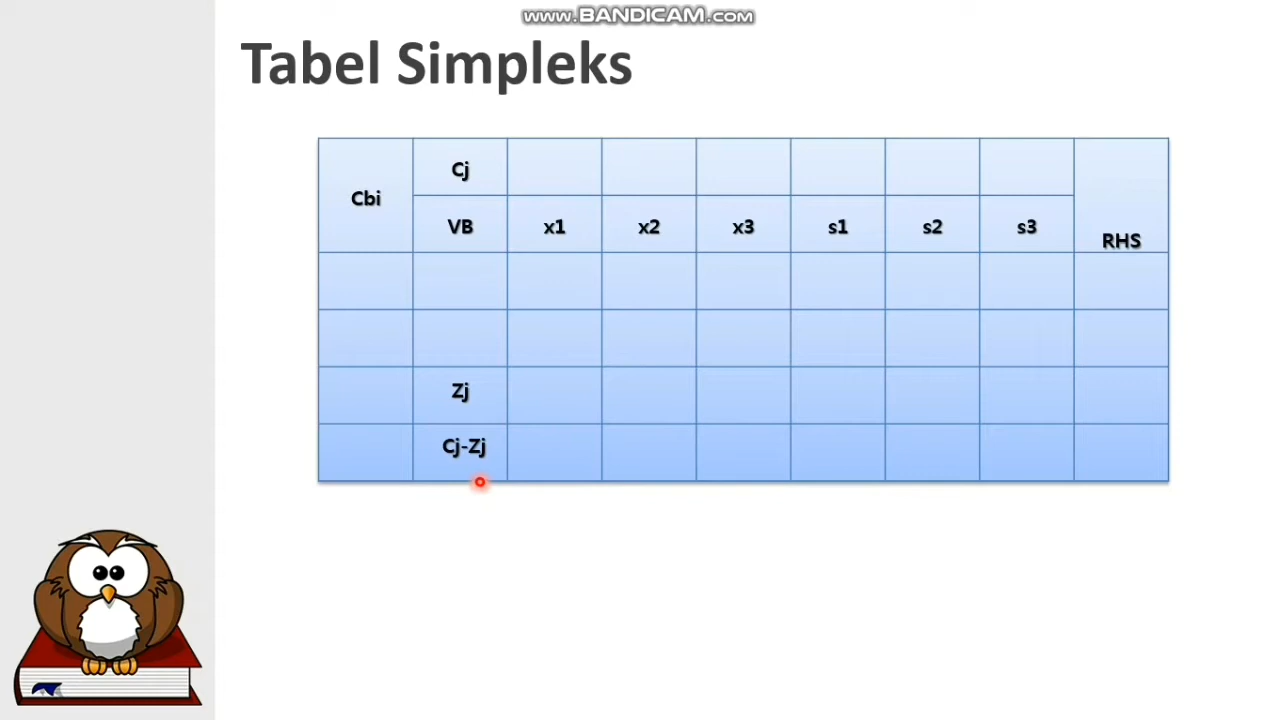 www.BANDICAM.com
Tabel Simpleks
Cbi Cj RHS
VB x1 x2 x3 s1 s2 s3
Zj
Cj-Zj